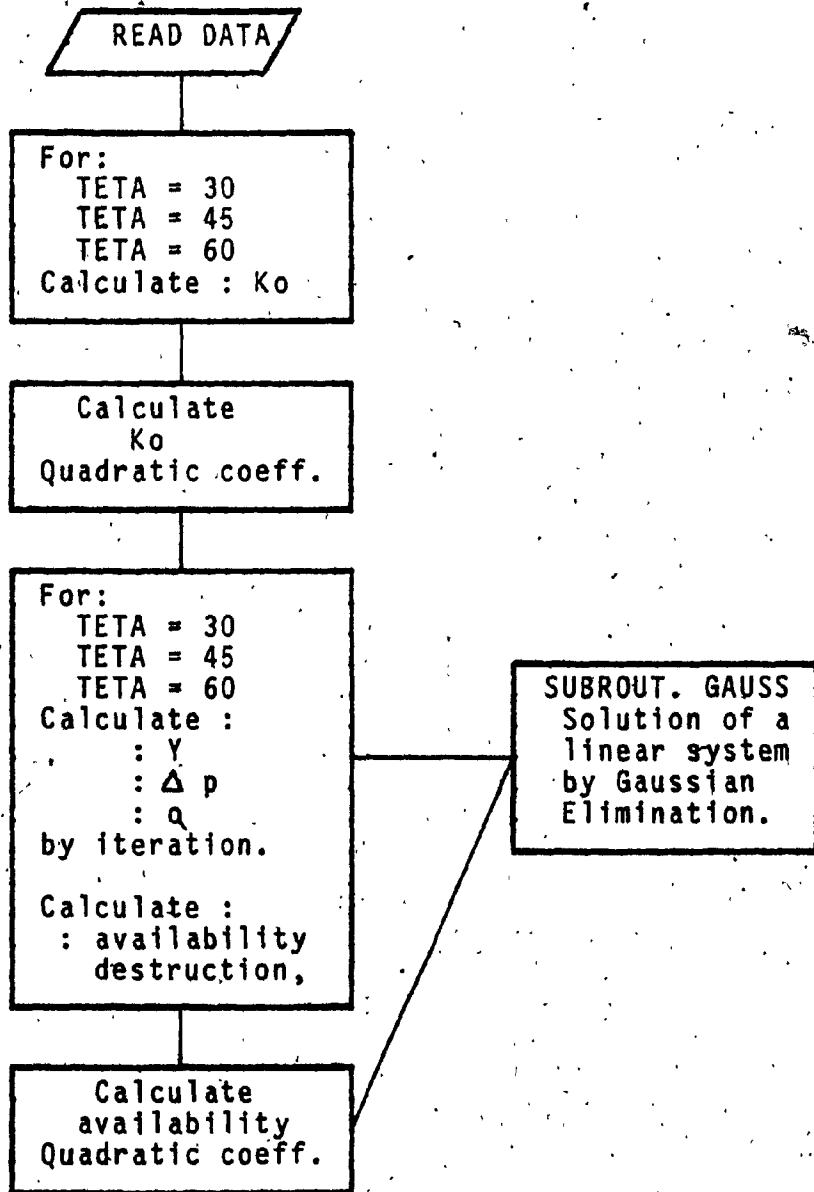 READ DATA
For:
TETA = 30
TETA = 45
TETA = 60
Calculate : Ko
Calculate
Ko
Quadratic coeff.
For:
TETA = 30
TETA = 45
TETA = 60
Calculate :
: Y
: Δ p
: Q
by iteration.
Calculate :
: availability
destruction,
SUBROUT. GAUSS
Solution of a
linear system
by Gaussian
Elimination.
Calculate
availability
Quadratic coeff.